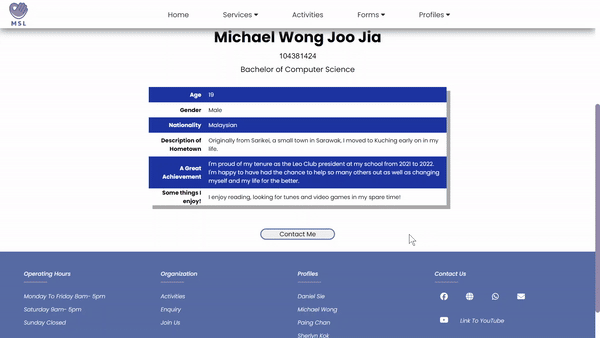 MSL
Home
Services
Activities
Forms
Profiles
Michael Wong Joo Jia
104381424
Bachelor of Computer Science
Age
19
Gender
Male
Nationality
Malaysian
Description of
Hometown
Originally from Sarikei, a small town in Sarawak, I moved to Kuching early on in my
life.
A Great
Achievement
I'm proud of my tenure as the Leo Club president at my school from 2021 to 2022.
I'm happy to have had the chance to help so many others out as well as changing
myself and my life for the better.
Some things I
enjoy!
I enjoy reading, looking for tunes and video games in my spare time!
Contact Me
Operating Hours
Monday To Friday 8am- 5pm
Saturday 9am- 5pm
Sunday Closed
Organization
Activities
Enquiry
Join Us
Profiles
Daniel Sie
Michael Wong
Paing Chan
Sherlyn Kok
Contact Us
Link To YouTube